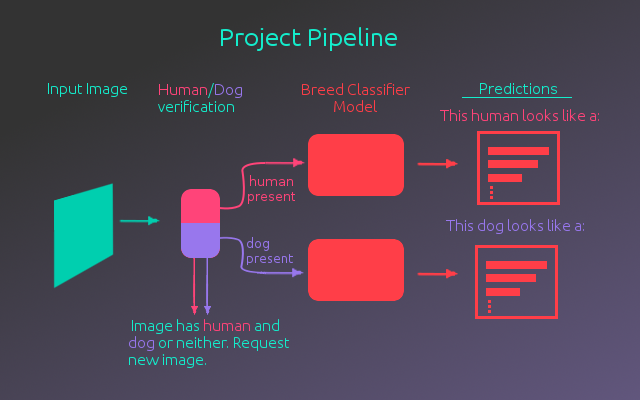 Project Pipeline
Input Image
Human/Dog
verification
Breed Classifier
Model
Predictions
This human looks like a:
human
present
This dog looks like a:
dog
present
Image has human and
dog or neither. Request
new image.